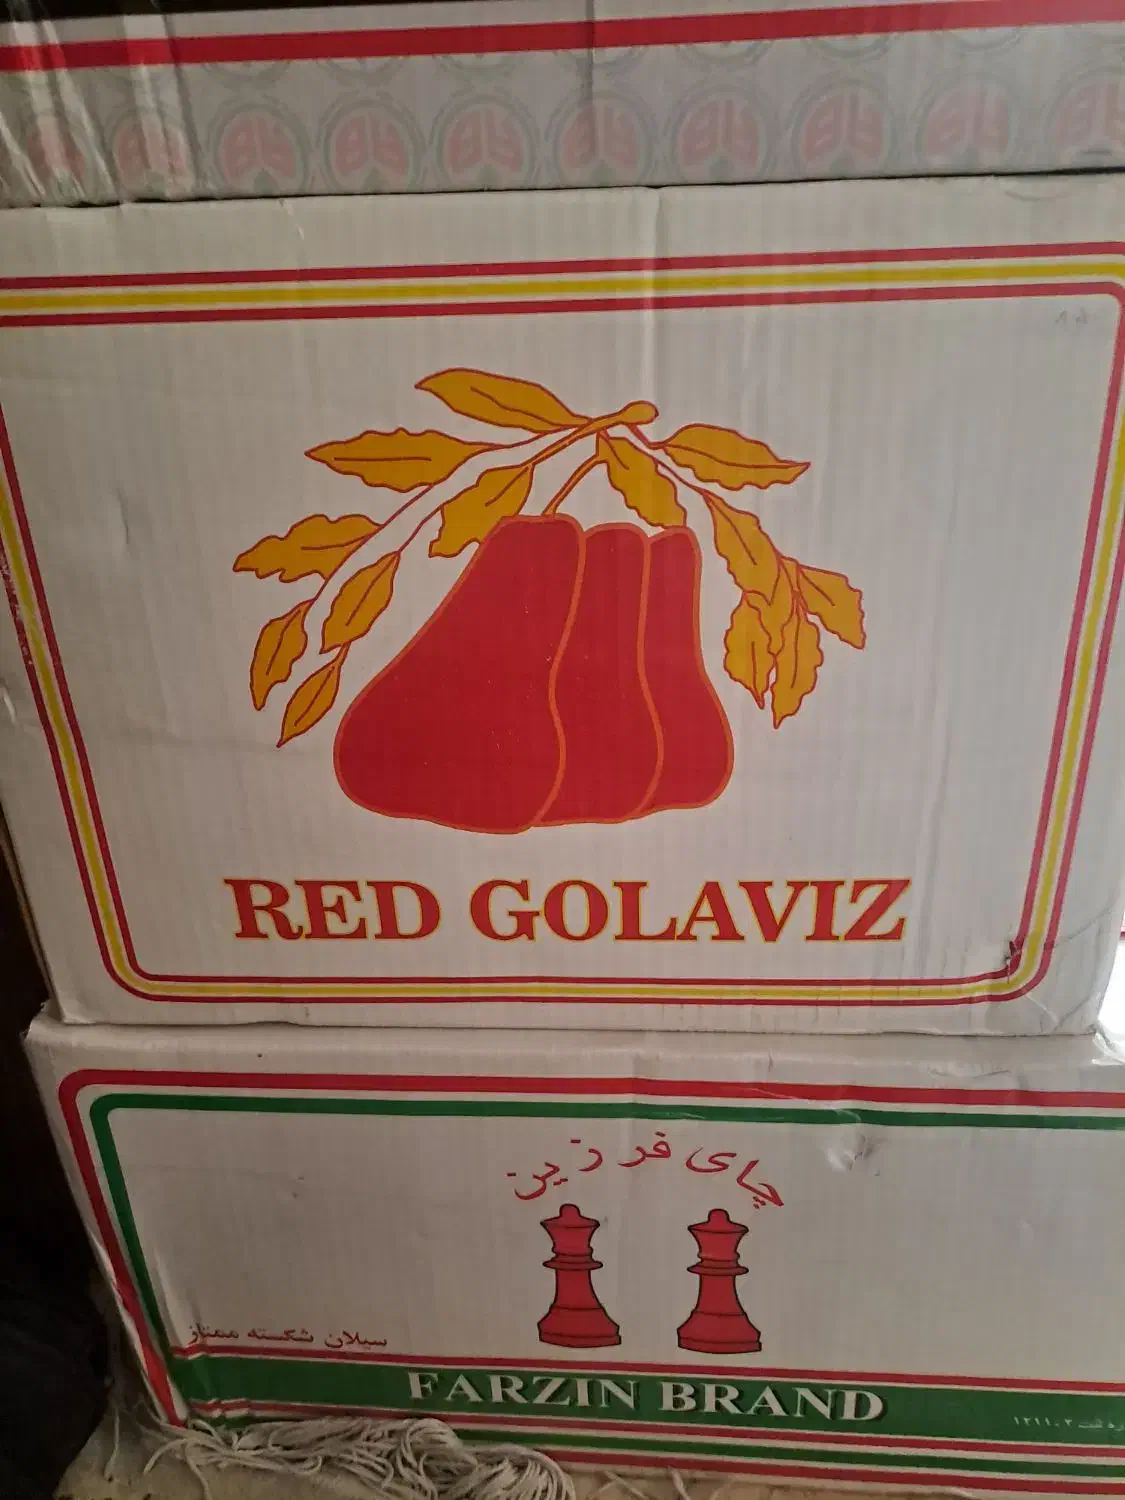 RED GOLAVIZ
چای فرزین
سیلان شکسته ممتاز
FARZIN BRAND